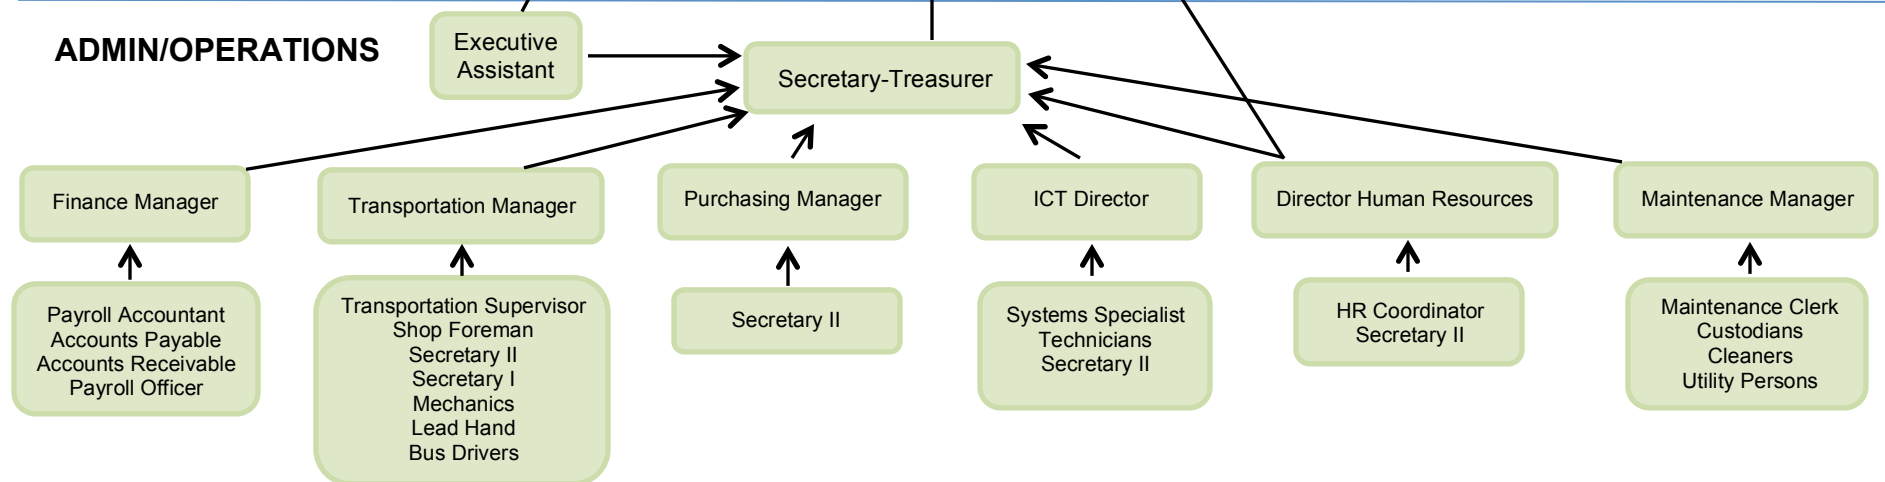 ADMIN/OPERATIONS
Executive
Assistant
Secretary-Treasurer
Finance Manager
Transportation Manager
Purchasing Manager
ICT Director
Director Human Resources
Maintenance Manager
Payroll Accountant
Accounts Payable
Accounts Receivable
Payroll Officer
Transportation Supervisor
Shop Foreman
Secretary II
Secretary I
Mechanics
Lead Hand
Bus Drivers
Secretary II
Systems Specialist
Technicians
Secretary II
HR Coordinator
Secretary II
Maintenance Clerk
Custodians
Cleaners
Utility Persons